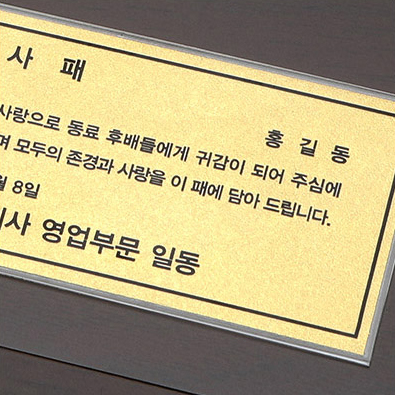 사 패
홍 길 동
사랑으로 동료 후배들에게 귀감이 되어 주심에
며 모두의 존경과 사랑을 이 패에 담아 드립니다.
월 8일
영업부문 일동